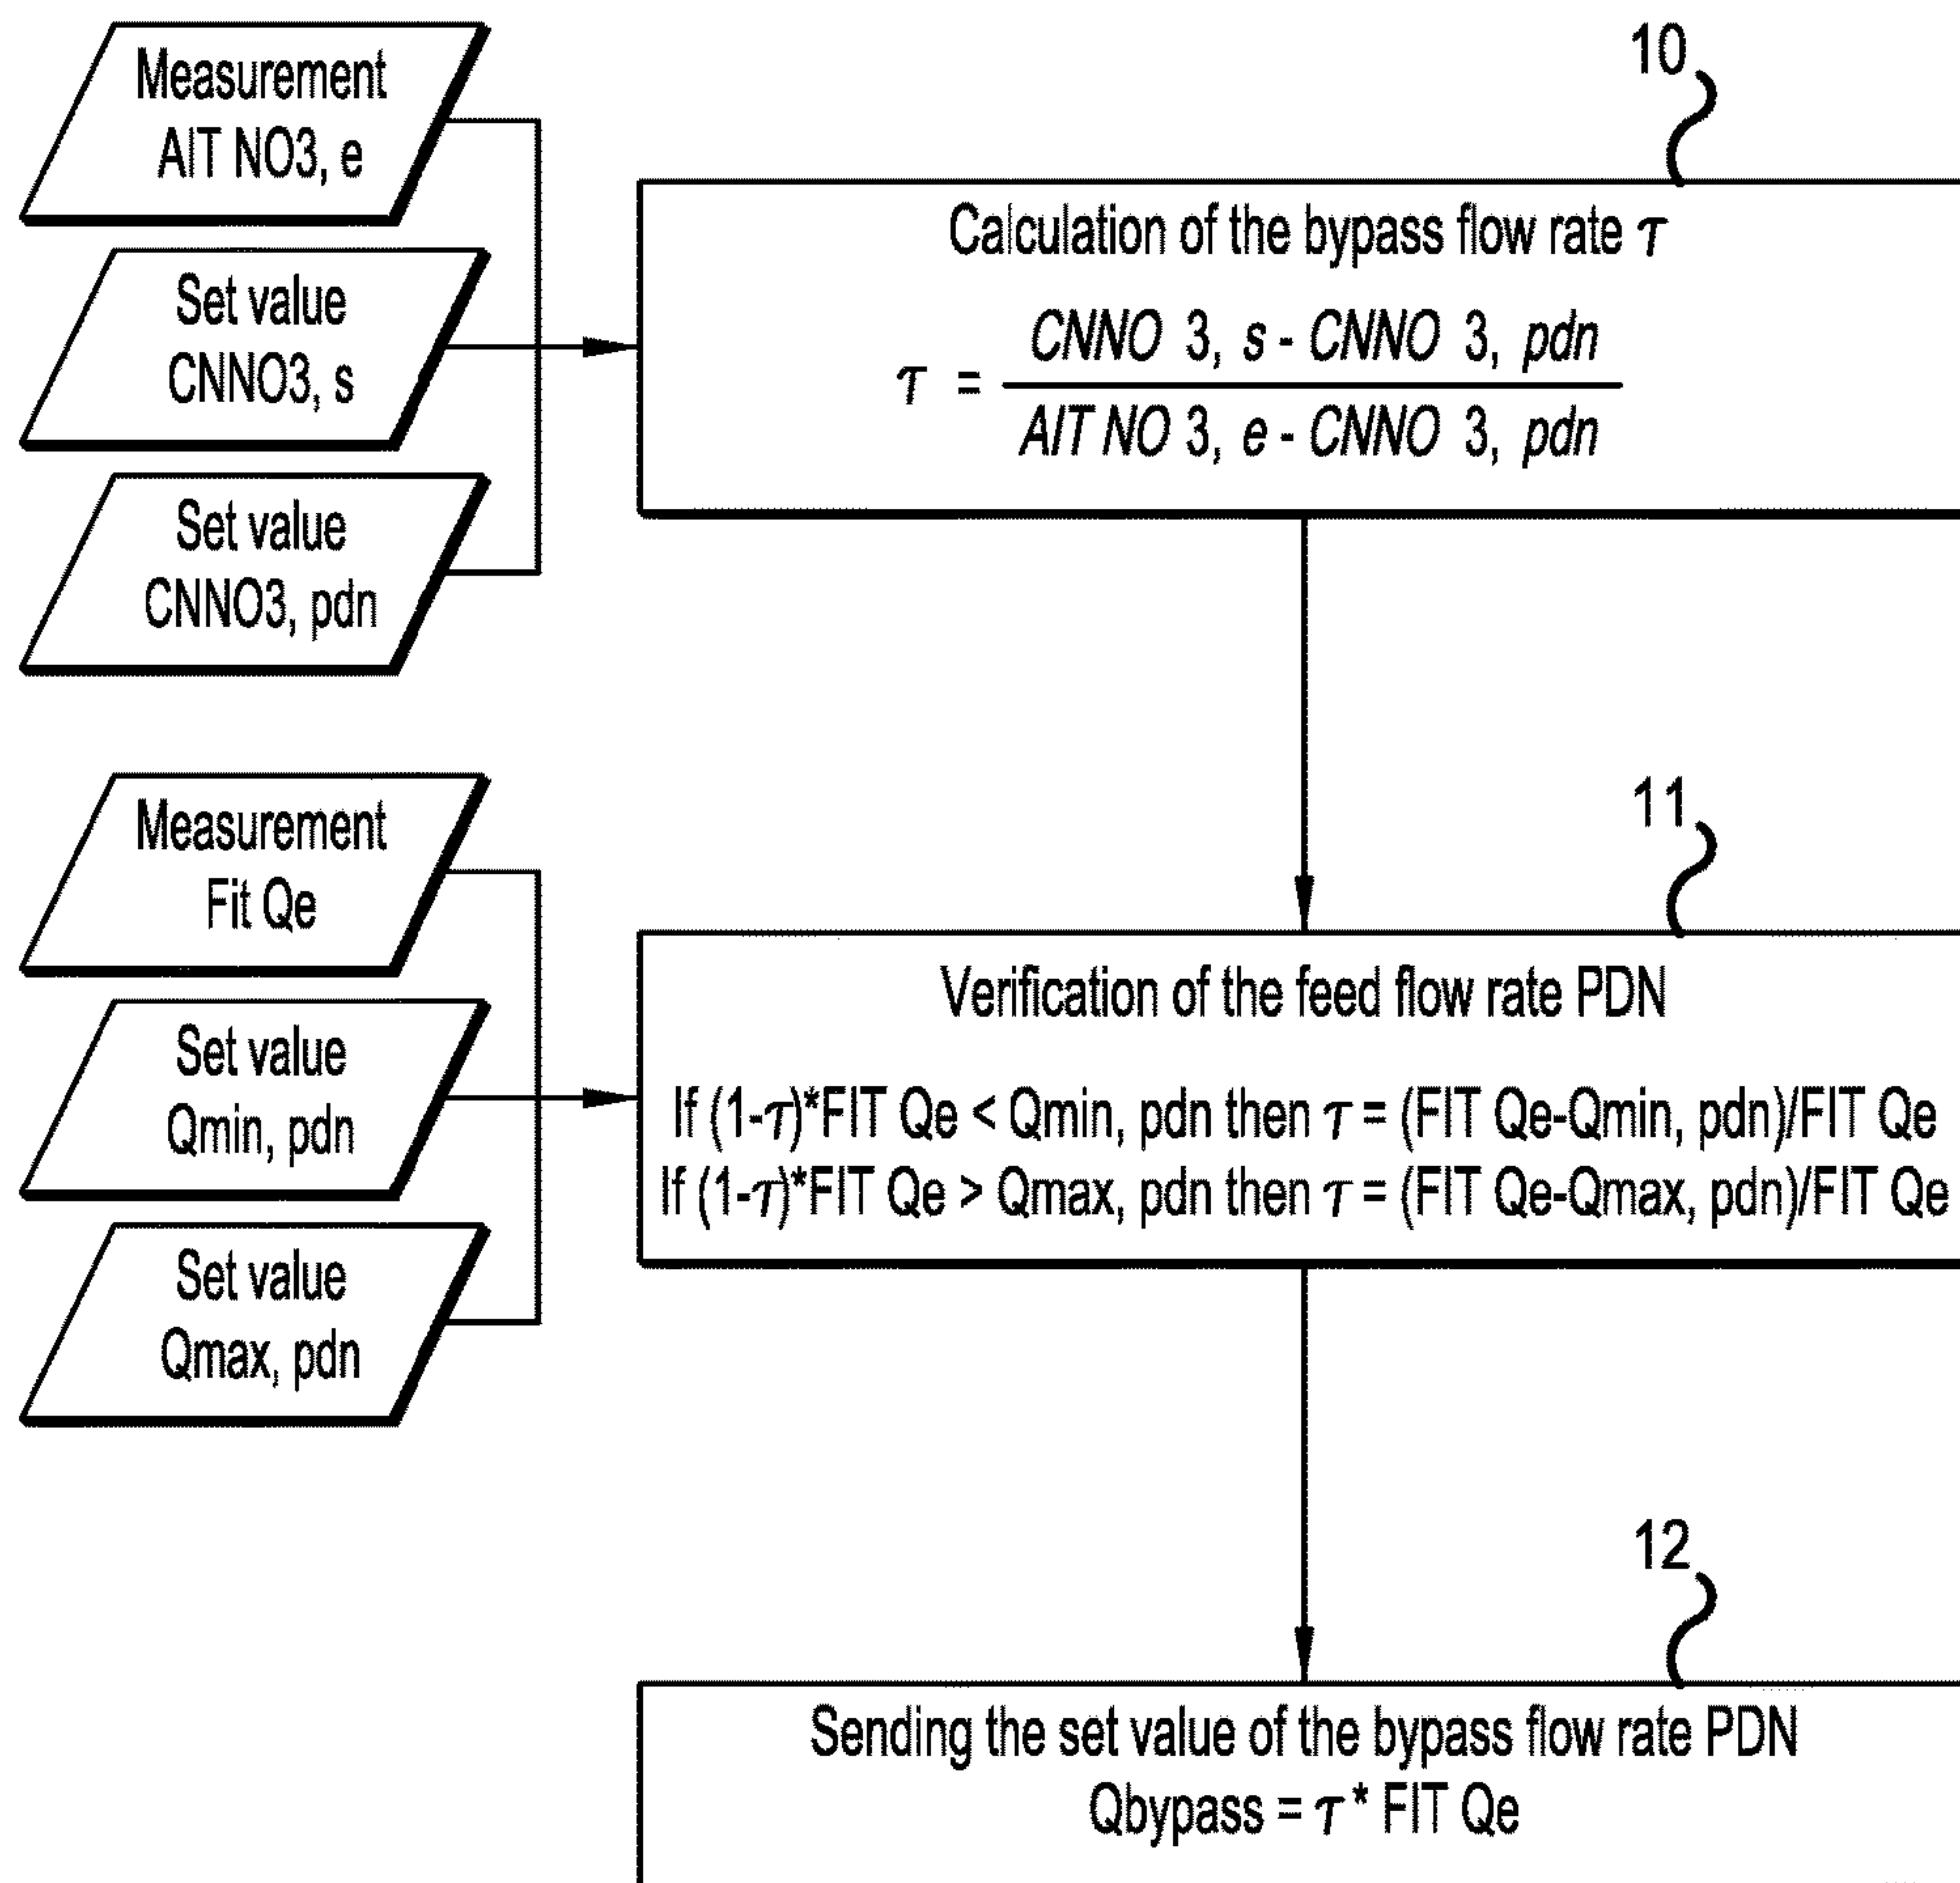 Measurement
AIT NO3, e
Set value
CNNO3, s
Set value
CNNO3, pdn
10
Calculation of the bypass flow rate τ
τ = CNNO 3, s - CNNO 3, pdn
AIT NO 3, e - CNNO 3, pdn
Measurement
Fit Qe
Set value
Qmin, pdn
Set value
Qmax, pdn
11
Verification of the feed flow rate PDN
If (1-τ)*FIT Qe < Qmin, pdn then τ = (FIT Qe-Qmin, pdn)/FIT Qe
If (1-τ)*FIT Qe > Qmax, pdn then τ = (FIT Qe-Qmax, pdn)/FIT Qe
12
Sending the set value of the bypass flow rate PDN
Qbypass = τ * FIT Qe